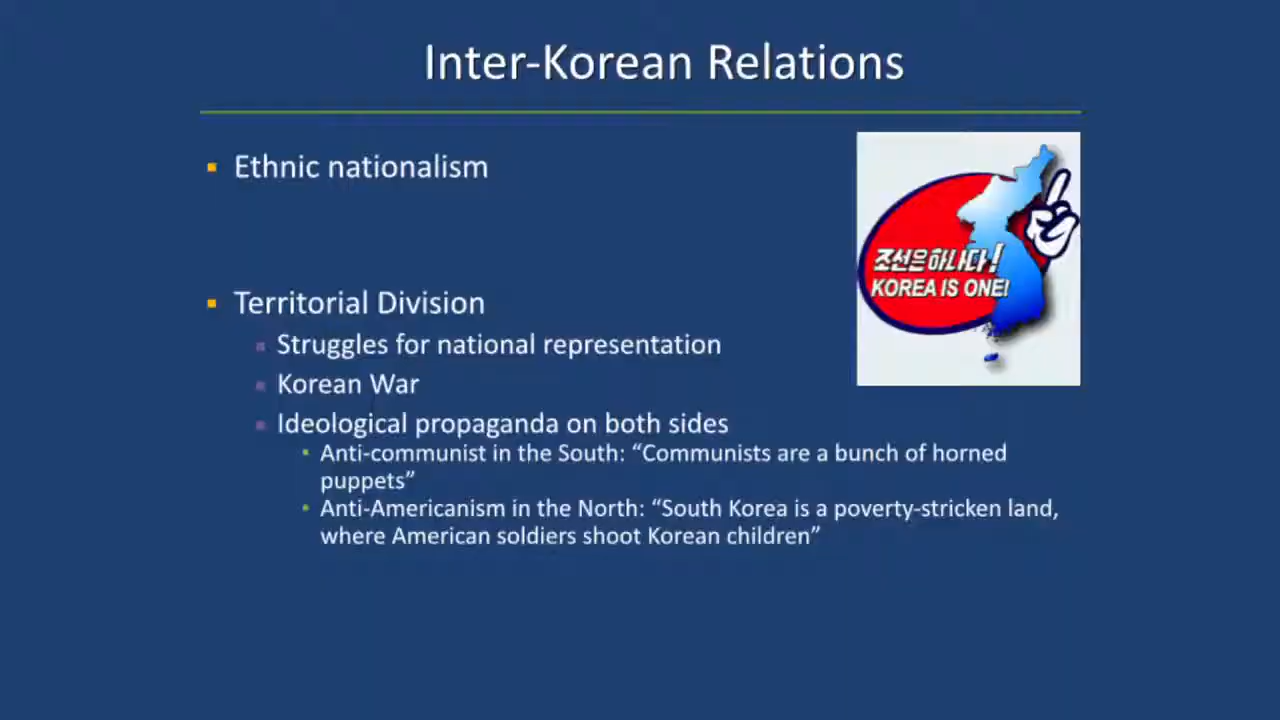 Inter-Korean Relations
Ethnic nationalism
조선은하나다!
KOREA IS ONE!
Territorial Division
Struggles for national representation
Korean War
Ideological propaganda on both sides
Anti-communist in the South: “Communists are a bunch of horned
puppets”
Anti-Americanism in the North: “South Korea is a poverty-stricken land,
where American soldiers shoot Korean children”